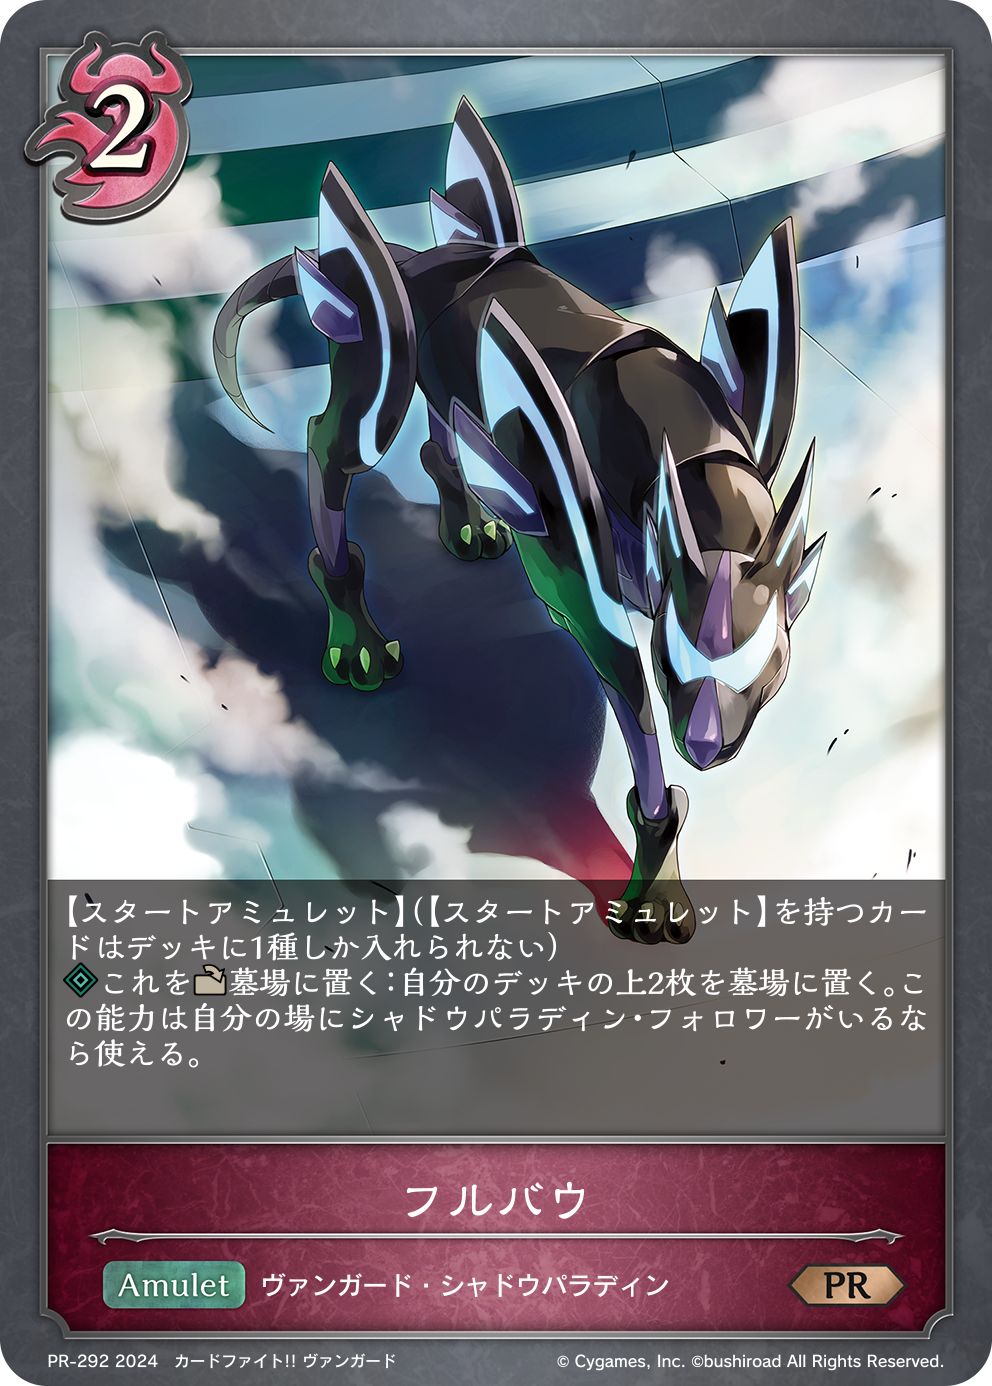 2
【スタートアミュレット】(【スタートアミュレット】を持つカー
ドはデッキに1種しか入れられない)
これを墓場に置く:自分のデッキの上2枚を墓場に置く。こ
の能力は自分の場にシャドウパラディン・フォロワーがいるな
ら使える。
フルバウ
Amulet ヴァンガード・シャドウパラディン PR
PR-292 2024 カードファイト!! ヴァンガード © Cygames, Inc. ©bushiroad All Rights Reserved.